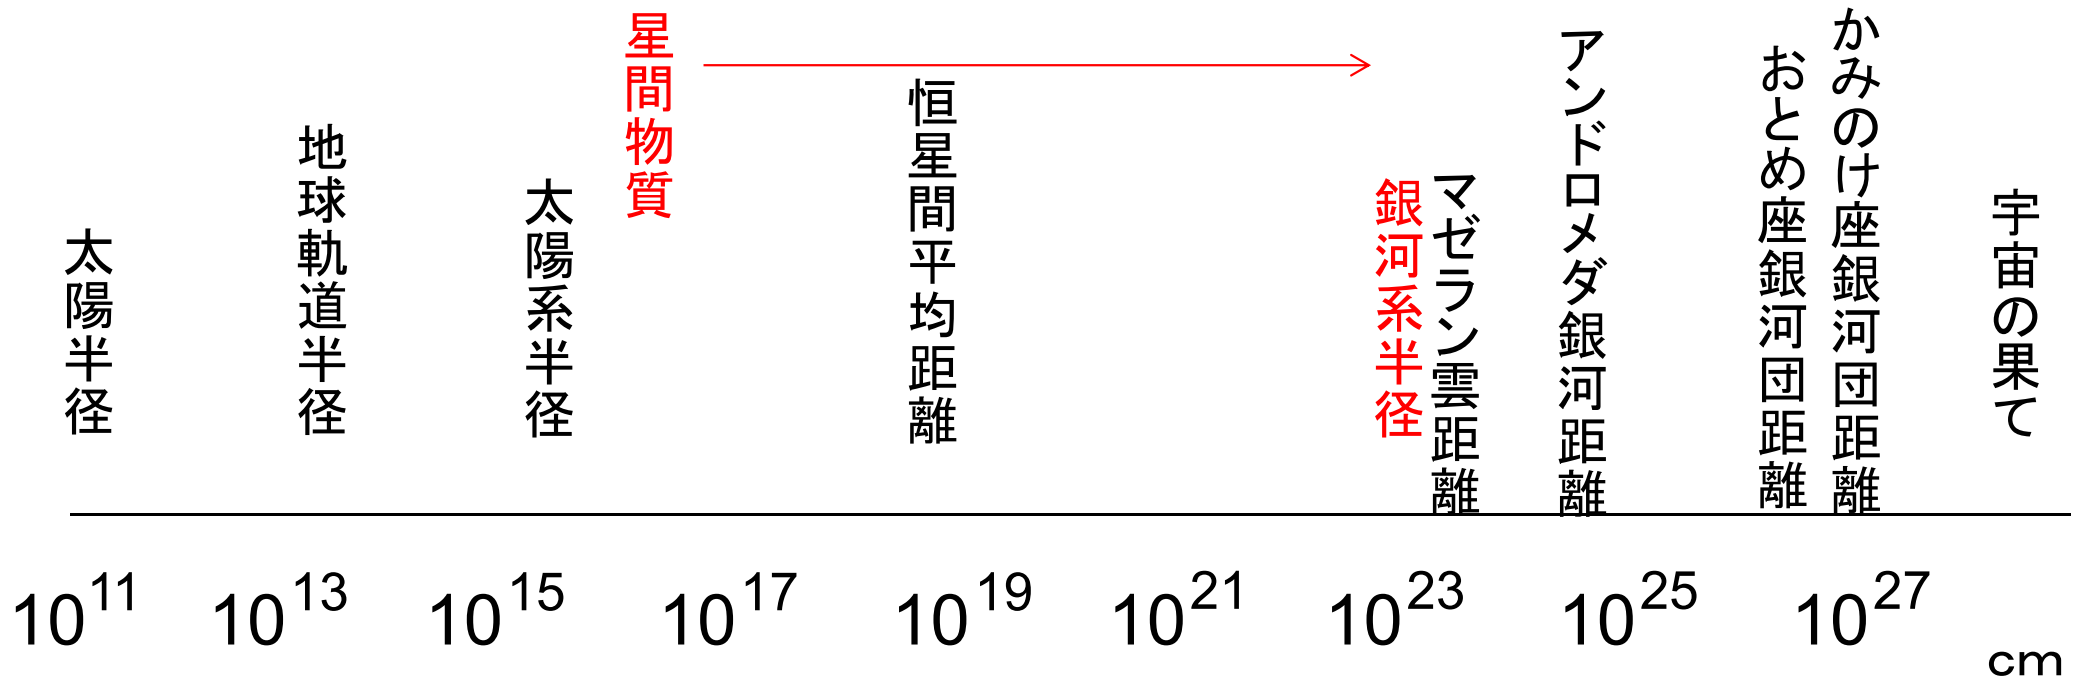 太陽半径
地球軌道半径
太陽系半径
星間物質
恒星間平均距離
銀河系半径
マゼラン雲距離
アンドロメダ銀河距離
おとめ座銀河団距離
かみのけ座銀河団距離
宇宙の果て
10¹¹ 10¹³ 10¹⁵ 10¹⁷ 10¹⁹ 10²¹ 10²³ 10²⁵ 10²⁷
cm